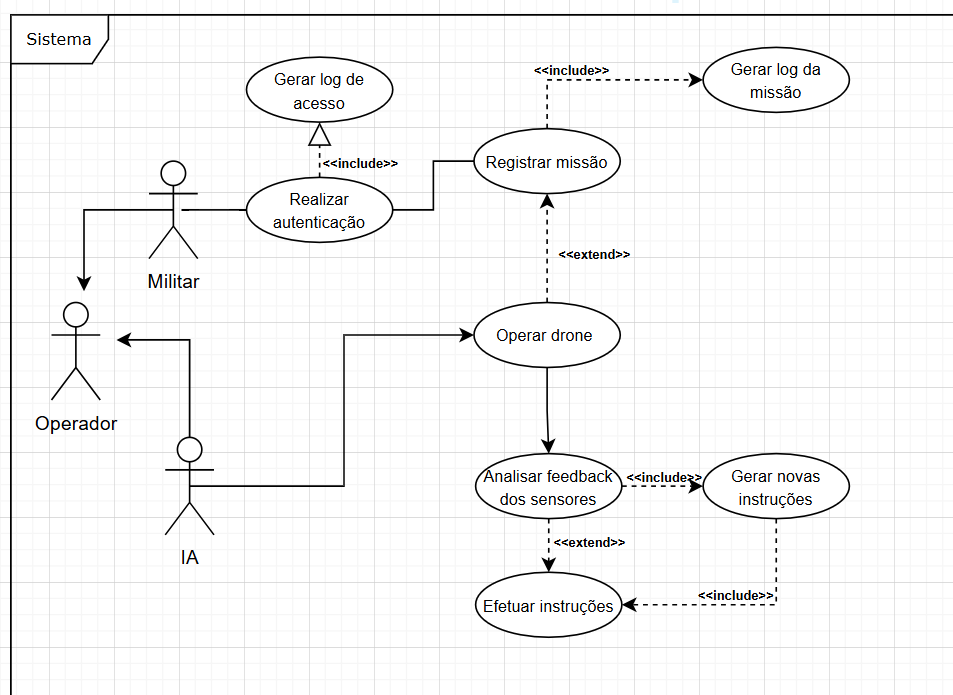 Sistema
Gerar log de
acesso
<<include>>
Gerar log da
missão
<<include>>
Realizar
autenticação
Registrar missão
Militar
<<extend>>
Operador
Operar drone
IA
Analisar feedback
dos sensores
<<include>>
Gerar novas
instruções
<<extend>>
Efetuar instruções
<<include>>